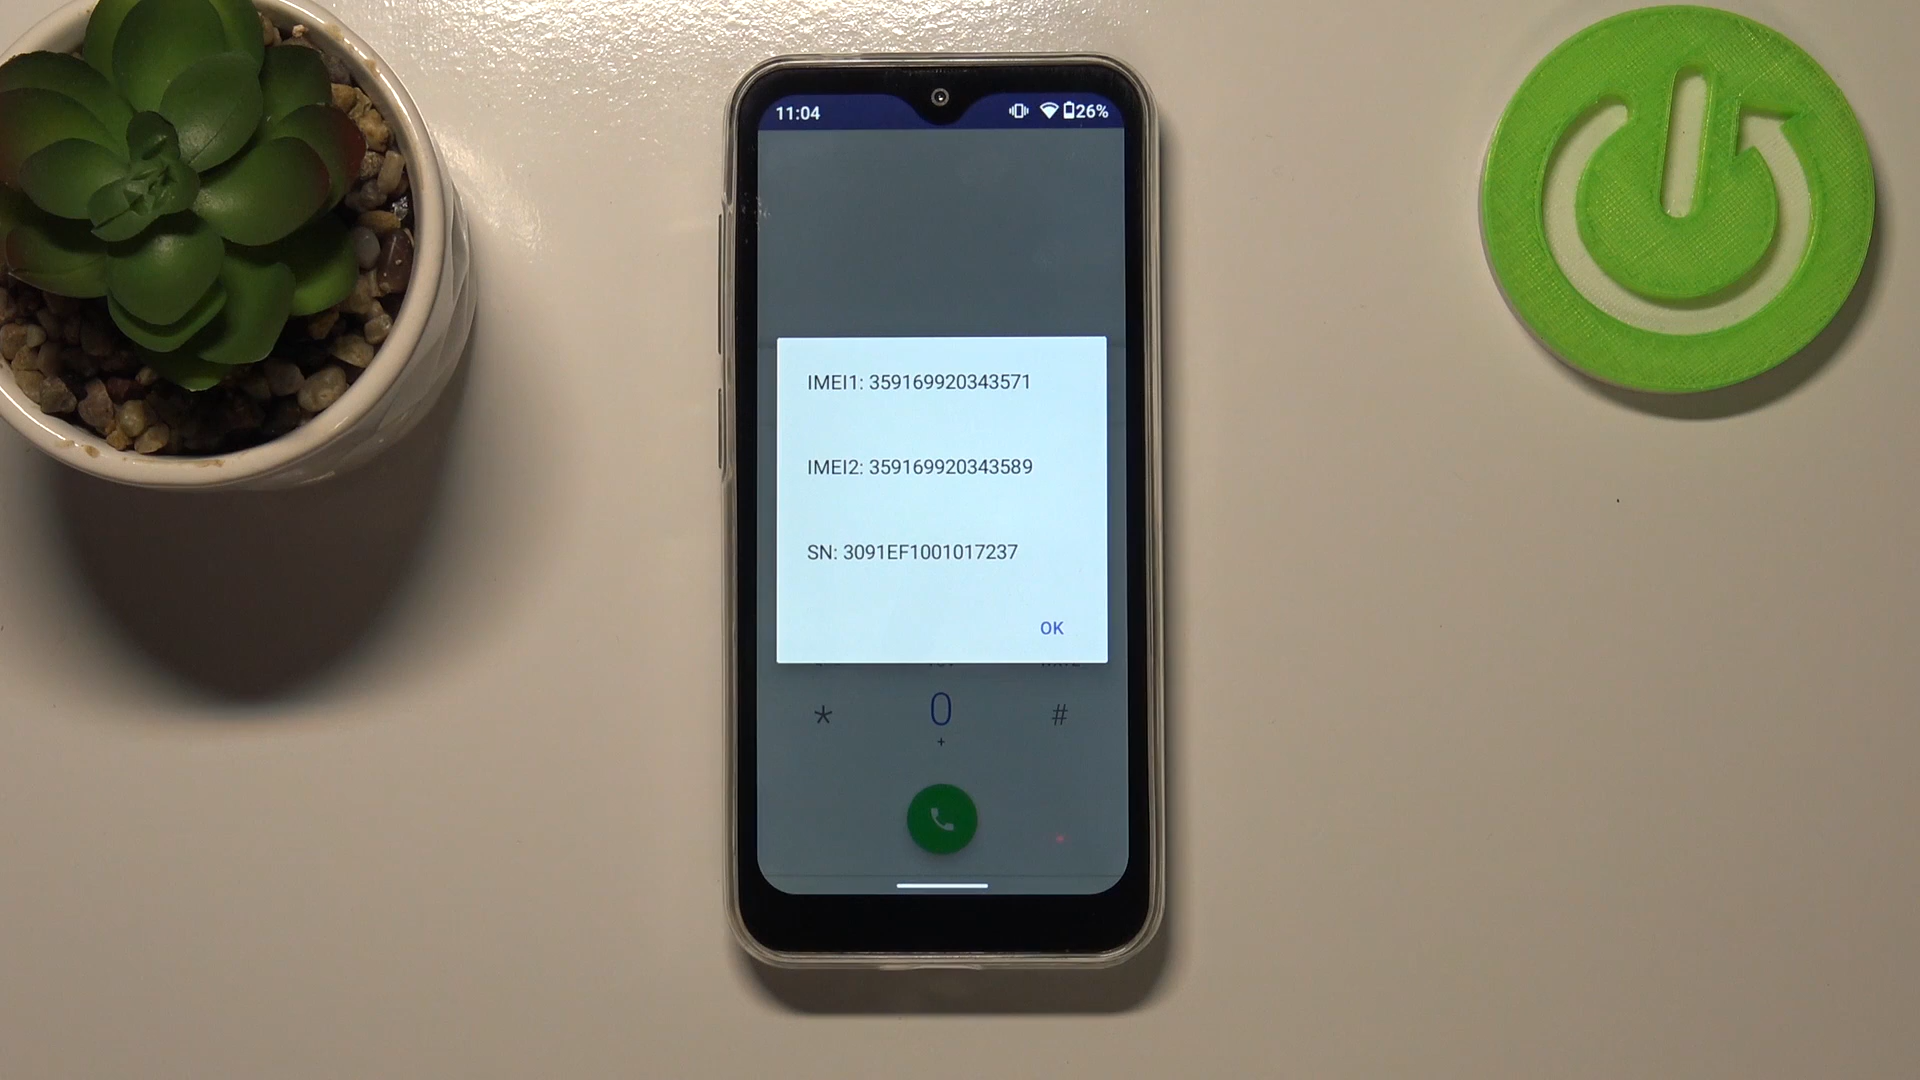 11:04 26%
IMEI1: 359169920343571
IMEI2: 359169920343589
SN: 3091EF1001017237
OK
* 0 #
+